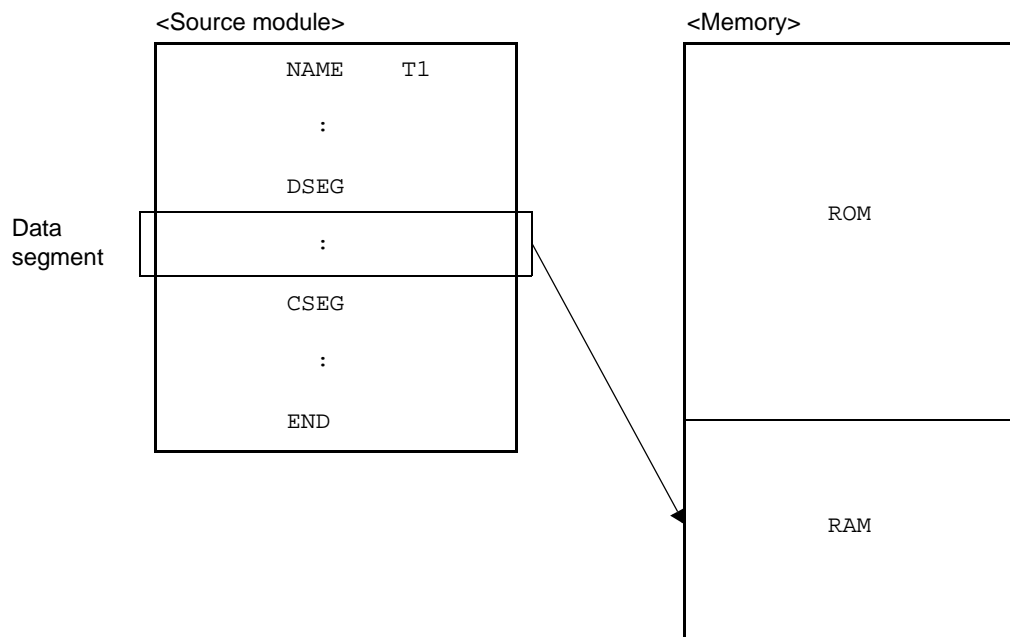 <Source module>
NAME T1
:
DSEG
Data
segment
:
CSEG
:
END
<Memory>
ROM
RAM